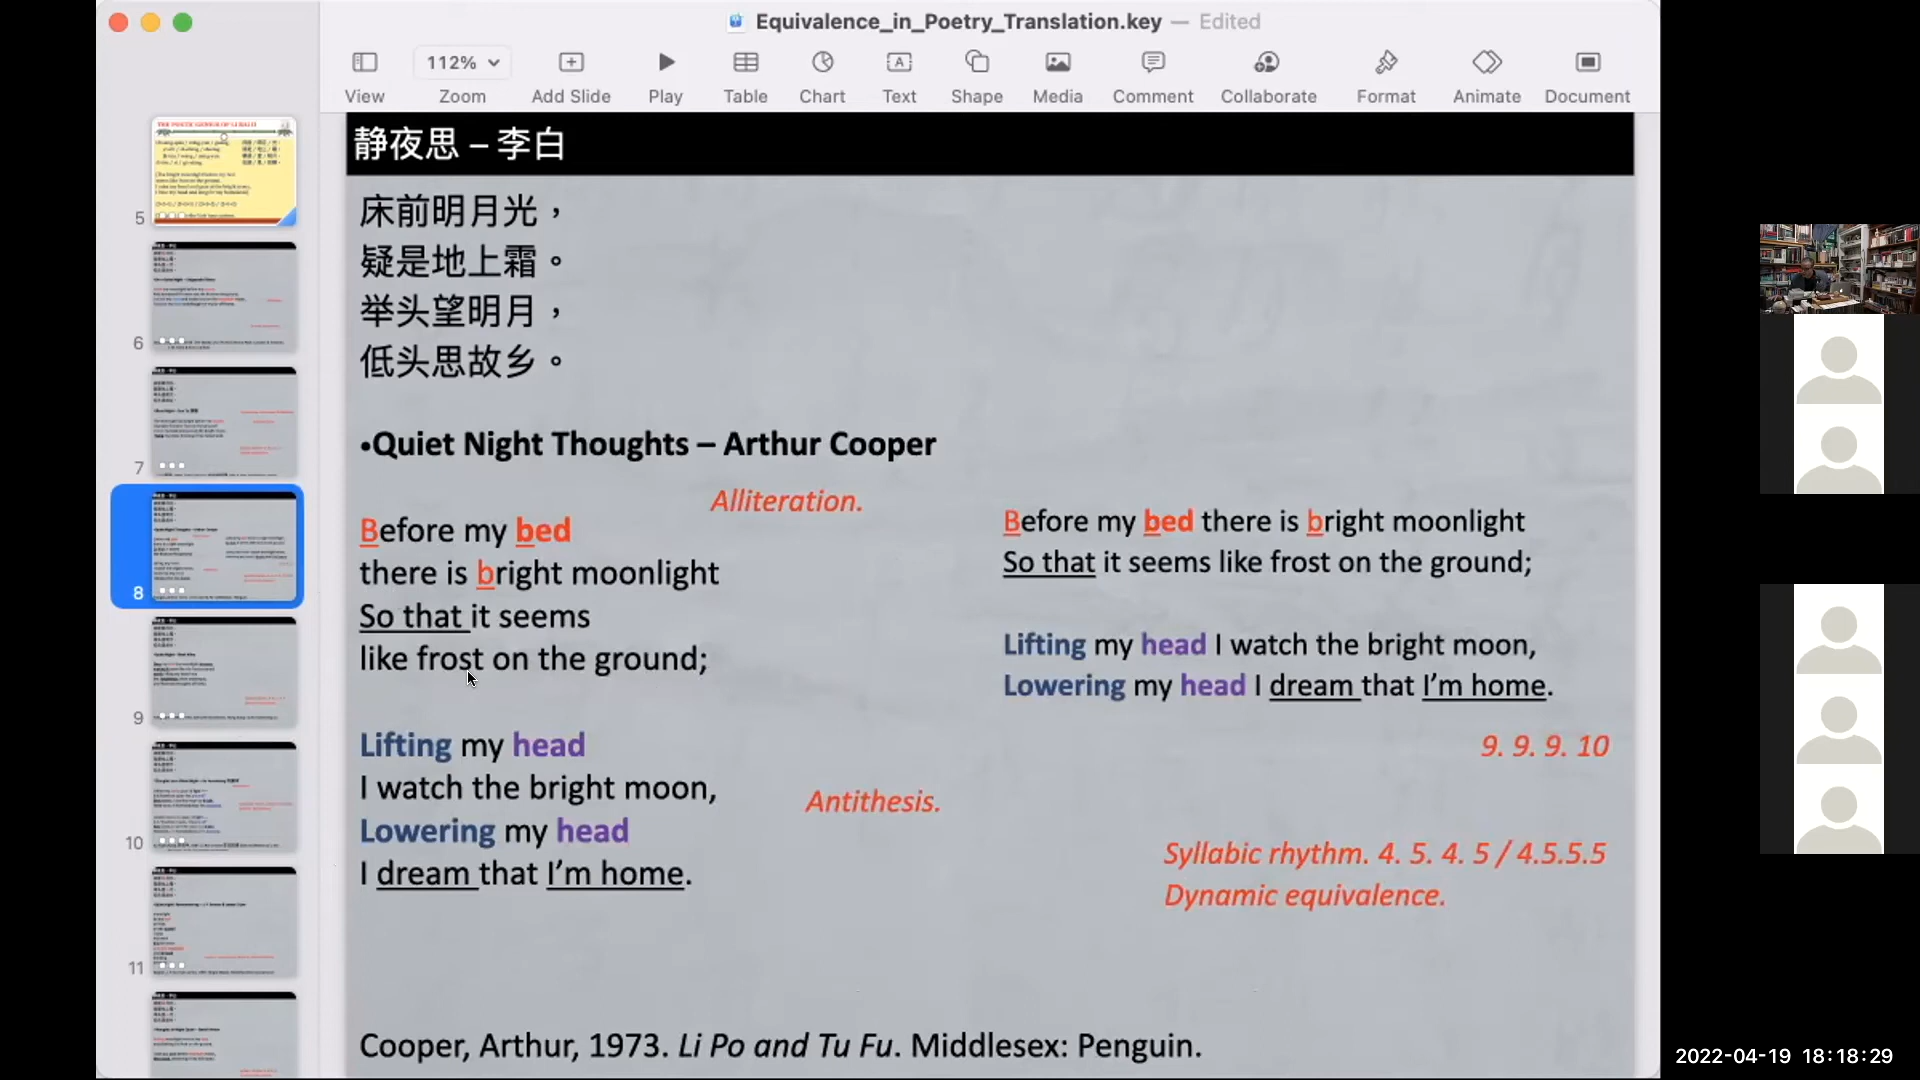 Equivalence_in_Poetry_Translation.key — Edited
112%
View
Zoom
Add Slide
Play
Table
Chart
Text
Shape
Media
Comment
Collaborate
Format
Animate
Document
THE POETIC GENIUS OF LI BAI
5
6
7
8
9
10
11
静夜思 – 李白
床前明月光，
疑是地上霜。
举头望明月，
低头思故乡。
•Quiet Night Thoughts – Arthur Cooper
Alliteration.
Before my bed
there is bright moonlight
So that it seems
like frost on the ground;
Lifting my head
I watch the bright moon,
Lowering my head
I dream that I’m home.
Antithesis.
Before my bed there is bright moonlight
So that it seems like frost on the ground;
Lifting my head I watch the bright moon,
Lowering my head I dream that I’m home.
9. 9. 9. 10
Syllabic rhythm. 4. 5. 4. 5 / 4.5.5.5
Dynamic equivalence.
Cooper, Arthur, 1973. Li Po and Tu Fu. Middlesex: Penguin.
2022-04-19 18:18:29